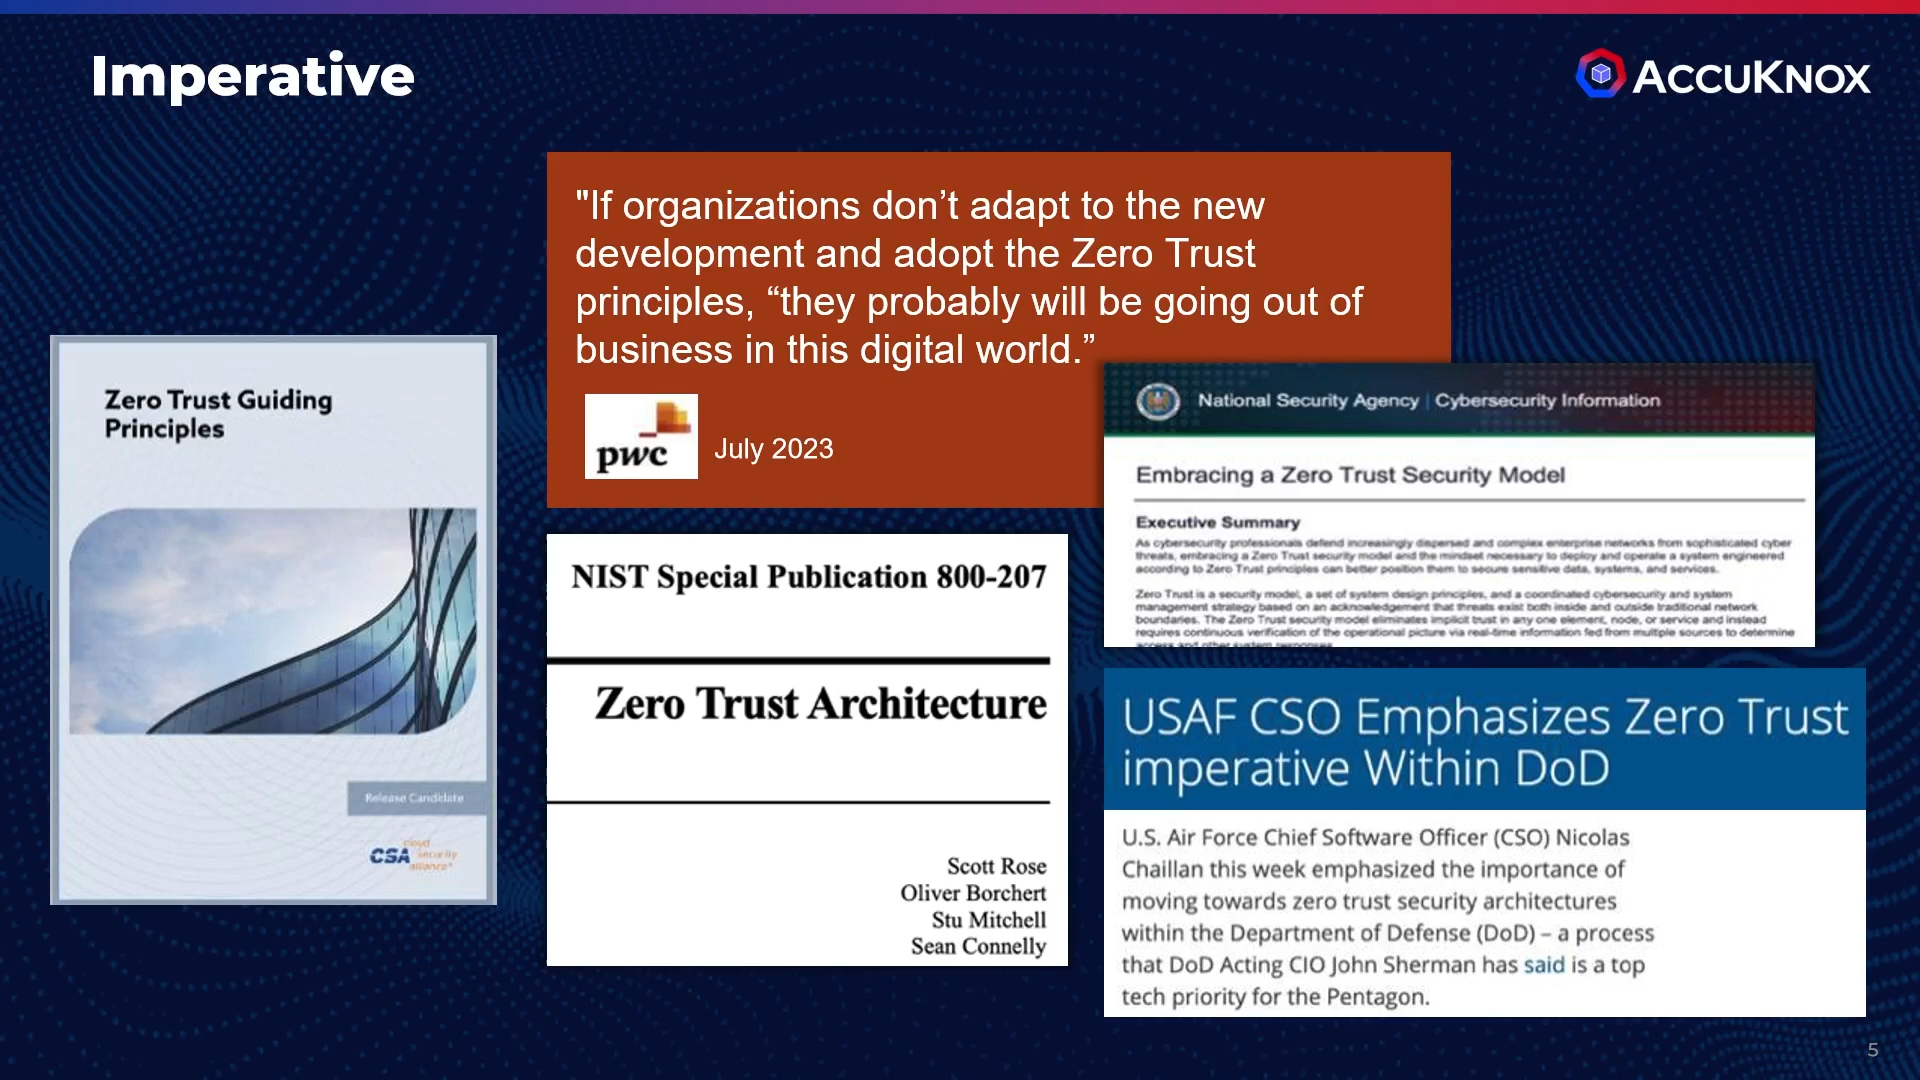 Imperative
ACCUKNOX
"If organizations don’t adapt to the new
development and adopt the Zero Trust
principles, “they probably will be going out of
business in this digital world.”
pwc
July 2023
Zero Trust Guiding
Principles
Release Candidate
CSA cloud
security
alliance®
NIST Special Publication 800-207
Zero Trust Architecture
Scott Rose
Oliver Borchert
Stu Mitchell
Sean Connelly
National Security Agency | Cybersecurity Information
Embracing a Zero Trust Security Model
Executive Summary
As cybersecurity professionals defend increasingly dispersed and complex enterprise networks from sophisticated cyber
threats, embracing a Zero Trust security model and the mindset necessary to deploy and operate a system engineered
according to Zero Trust principles can better position them to secure sensitive data, systems, and services.
Zero Trust is a security model, a set of system design principles, and a coordinated cybersecurity and system
management strategy based on an acknowledgement that threats exist both inside and outside traditional network
boundaries. The Zero Trust security model eliminates implicit trust in any one element, node, or service and instead
requires continuous verification of the operational picture via real-time information fed from multiple sources to determine
access and other system responses
USAF CSO Emphasizes Zero Trust
imperative Within DoD
U.S. Air Force Chief Software Officer (CSO) Nicolas
Chaillan this week emphasized the importance of
moving towards zero trust security architectures
within the Department of Defense (DoD) – a process
that DoD Acting CIO John Sherman has said is a top
tech priority for the Pentagon.
5